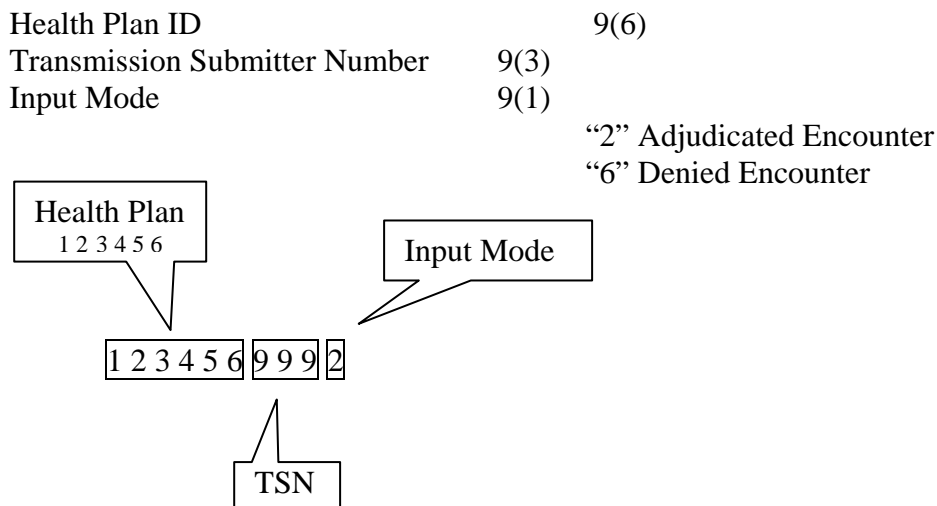 Health Plan ID 9(6)
Transmission Submitter Number 9(3)
Input Mode 9(1)
“2” Adjudicated Encounter
“6” Denied Encounter
Health Plan
1 2 3 4 5 6
Input Mode
1 2 3 4 5 6 9 9 9 2
TSN